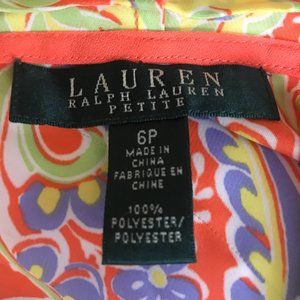 LAUREN
RALPH LAUREN
PETITE
6P
MADE IN
CHINA
FABRIQUE EN
CHINE
100%
POLYESTER/
POLYESTER